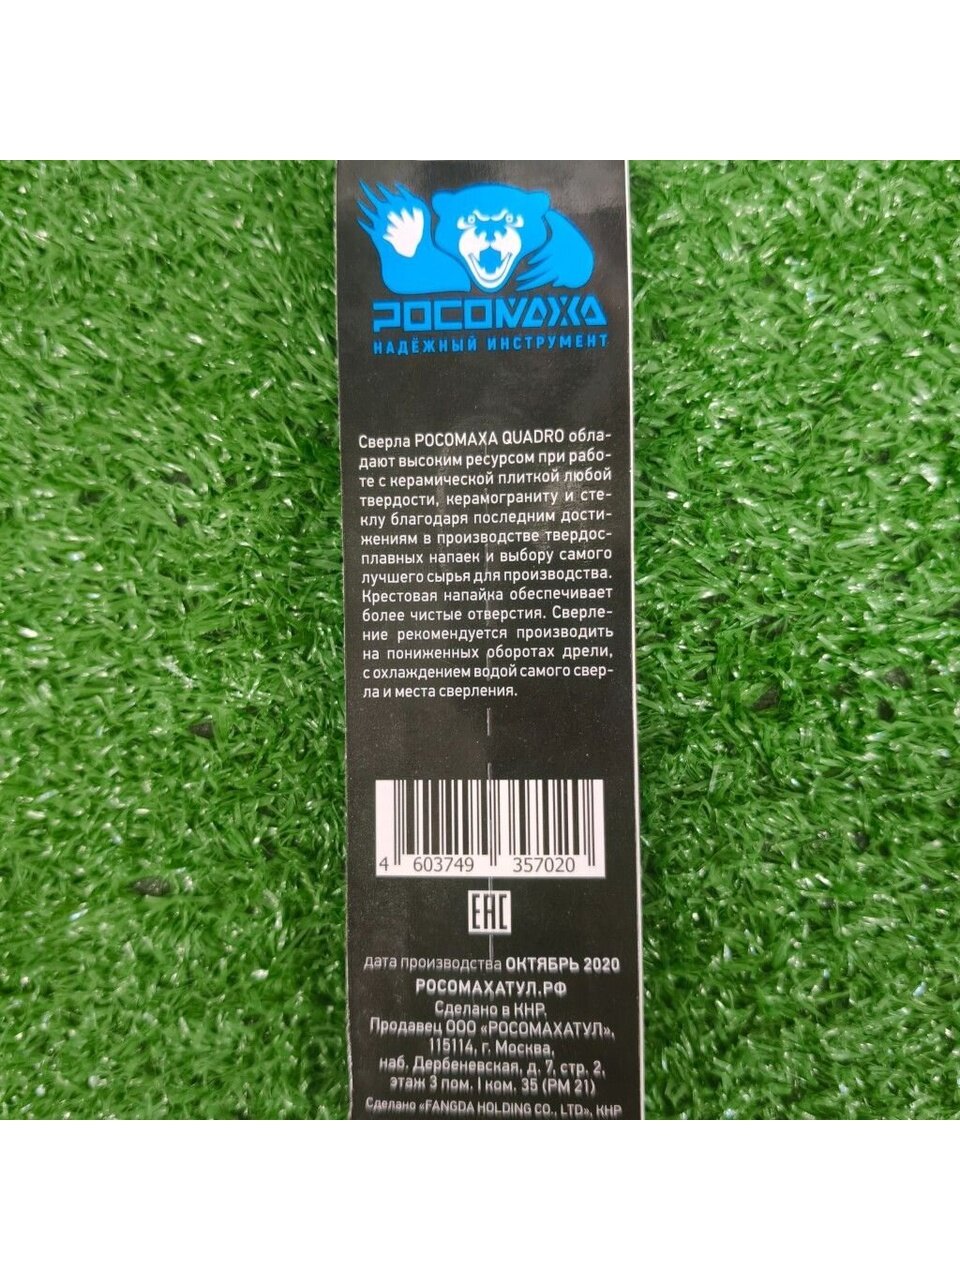 РОСОМАХА
НАДЁЖНЫЙ ИНСТРУМЕНТ
Сверла РОСОМАХА QUADRO обла-
дают высоким ресурсом при рабо-
те с керамической плиткой любой
твердости, керамограниту и сте-
клу благодаря последним дости-
жениям в производстве твердос-
плавных напаек и выбору самого
лучшего сырья для производства.
Крестовая напайка обеспечивает
более чистые отверстия. Сверле-
ние рекомендуется производить
на пониженных оборотах дрели,
с охлаждением водой самого свер-
ла и места сверления.
4 603749 357020
EAC
дата производства ОКТЯБРЬ 2020
РОСОМАХАТУЛ.РФ
Сделано в КНР.
Продавец ООО «РОСОМАХАТУЛ»,
115114, г. Москва,
наб. Дербеневская, д. 7, стр. 2,
этаж 3 пом. I ком. 35 (РМ 21)
Сделано «FANGDA HOLDING CO., LTD», КНР